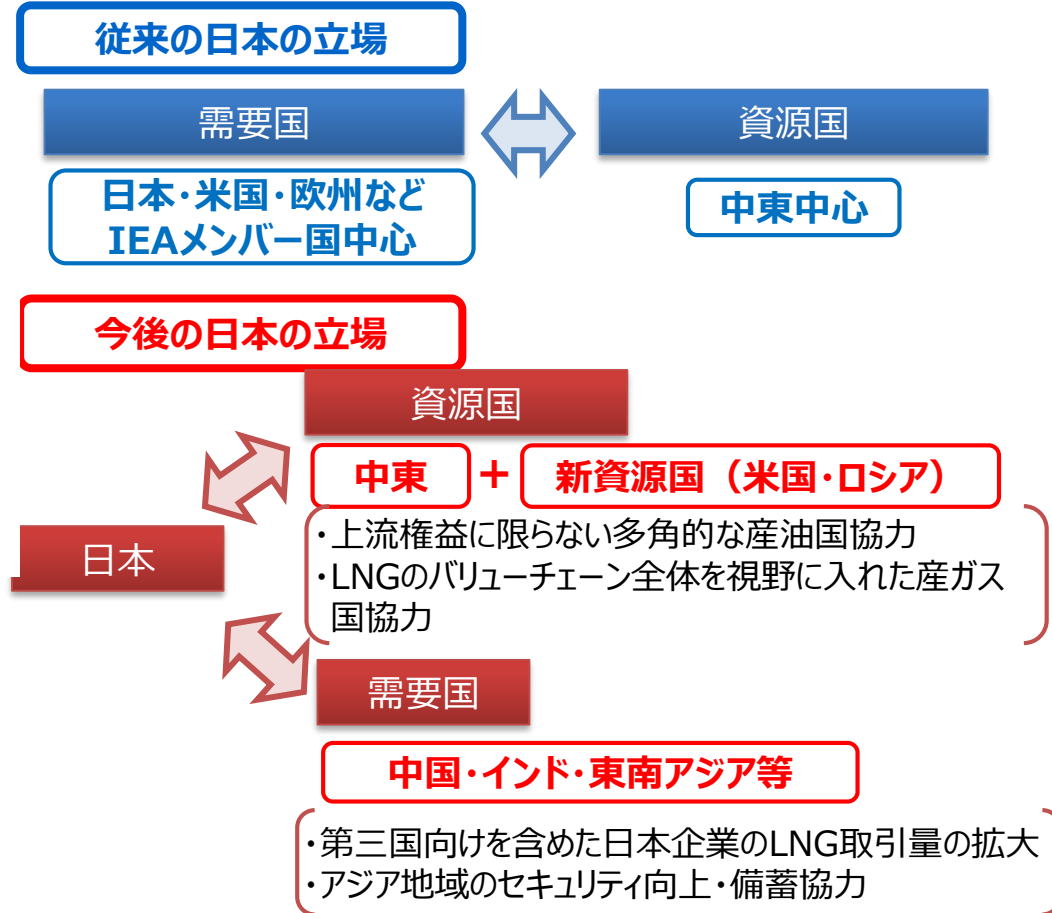 従来の日本の立場
需要国
資源国
日本・米国・欧州など
IEAメンバー国中心
中東中心
今後の日本の立場
資源国
中東
+
新資源国（米国・ロシア）
・上流権益に限らない多角的な産油国協力
・LNGのバリューチェーン全体を視野に入れた産ガス
国協力
日本
需要国
中国・インド・東南アジア等
・第三国向けを含めた日本企業のLNG取引量の拡大
・アジア地域のセキュリティ向上・備蓄協力